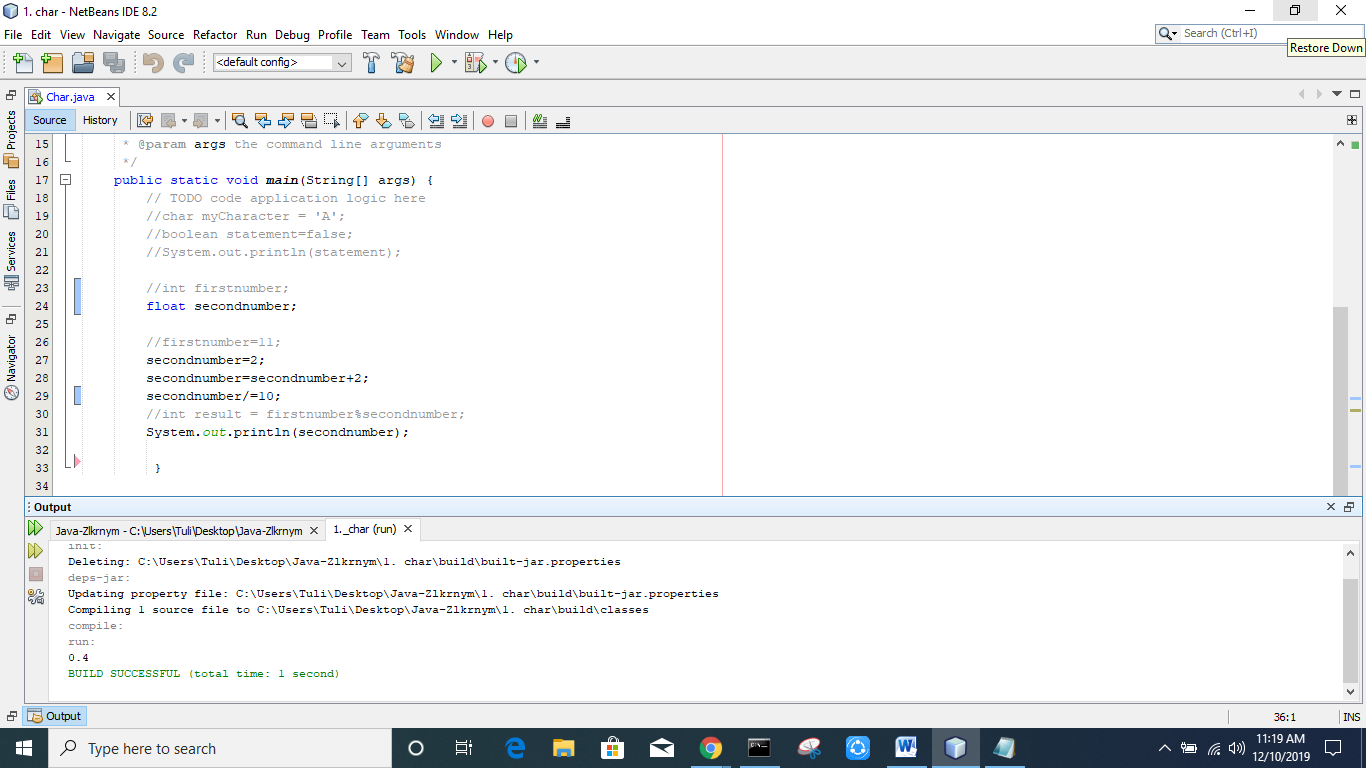 1. char - NetBeans IDE 8.2
File Edit View Navigate Source Refactor Run Debug Profile Team Tools Window Help
Search (Ctrl+I)
Restore Down
<default config>
Char.java
Source History
Projects
Files
Services
Navigator
15 * @param args the command line arguments
16 */
17 public static void main(String[] args) {
18 // TODO code application logic here
19 //char myCharacter = 'A';
20 //boolean statement=false;
21 //System.out.println(statement);
22
23 //int firstnumber;
24 float secondnumber;
25
26 //firstnumber=11;
27 secondnumber=2;
28 secondnumber=secondnumber+2;
29 secondnumber/=10;
30 //int result = firstnumber%secondnumber;
31 System.out.println(secondnumber);
32
33 }
34
Output
Java-Zlkrnym - C:\Users\Tuli\Desktop\Java-Zlkrnym
1._char (run)
init:
Deleting: C:\Users\Tuli\Desktop\Java-Zlkrnym\1. char\build\built-jar.properties
deps-jar:
Updating property file: C:\Users\Tuli\Desktop\Java-Zlkrnym\1. char\build\built-jar.properties
Compiling 1 source file to C:\Users\Tuli\Desktop\Java-Zlkrnym\1. char\build\classes
compile:
run:
0.4
BUILD SUCCESSFUL (total time: 1 second)
Output
36:1 INS
Type here to search
11:19 AM
12/10/2019